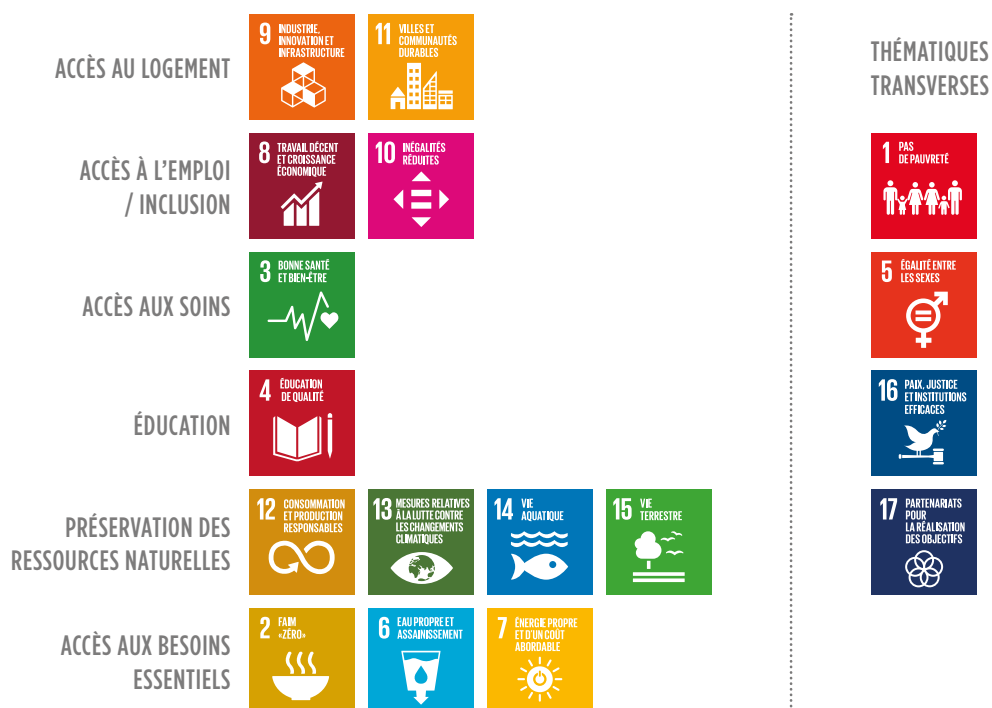 ACCÈS AU LOGEMENT
9 INDUSTRIE,
INNOVATION ET
INFRASTRUCTURE
11 VILLES ET
COMMUNAUTÉS
DURABLES
THÉMATIQUES
TRANSVERSES
ACCÈS À L'EMPLOI
/ INCLUSION
8 TRAVAIL DÉCENT
ET CROISSANCE
ÉCONOMIQUE
10 INÉGALITÉS
RÉDUITES
1 PAS
DE PAUVRETÉ
ACCÈS AUX SOINS
3 BONNE SANTÉ
ET BIEN-ÊTRE
5 ÉGALITÉ ENTRE
LES SEXES
ÉDUCATION
4 ÉDUCATION
DE QUALITÉ
16 PAIX, JUSTICE
ET INSTITUTIONS
EFFICACES
PRÉSERVATION DES
RESSOURCES NATURELLES
12 CONSOMMATION
ET PRODUCTION
RESPONSABLES
13 MESURES RELATIVES
À LA LUTTE CONTRE
LES CHANGEMENTS
CLIMATIQUES
14 VIE
AQUATIQUE
15 VIE
TERRESTRE
17 PARTENARIATS
POUR
LA RÉALISATION
DES OBJECTIFS
ACCÈS AUX BESOINS
ESSENTIELS
2 FAIM
«ZÉRO»
6 EAU PROPRE ET
ASSAINISSEMENT
7 ÉNERGIE PROPRE
ET D'UN COÛT
ABORDABLE